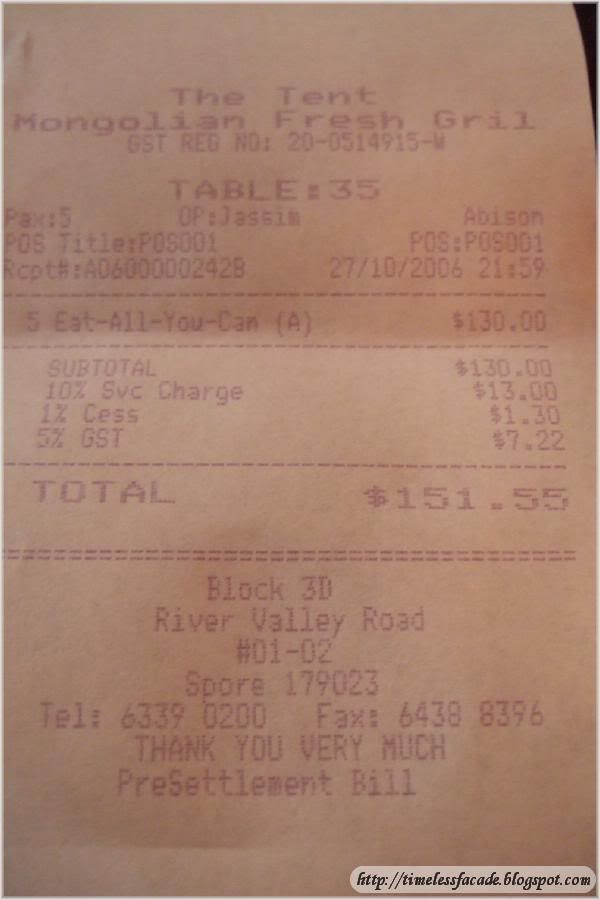 The Tent
Mongolian Fresh Gril
GST REG NO: 20-0514915-W
TABLE:35
Pax:5 OP:Jassim Abison
POS Title:POS001 POS:POS001
Rcpt#:A06000002428 27/10/2006 21:59
5 Eat-All-You-Can (A) $130.00
SUBTOTAL $130.00
10% Svc Charge $13.00
1% Cess $1.30
5% GST $7.22
TOTAL $151.55
Block 3D
River Valley Road
#01-02
Spore 179023
Tel: 6339 0200 Fax: 6438 8396
THANK YOU VERY MUCH
PreSettlement Bill
http://timelessfacade.blogspot.com